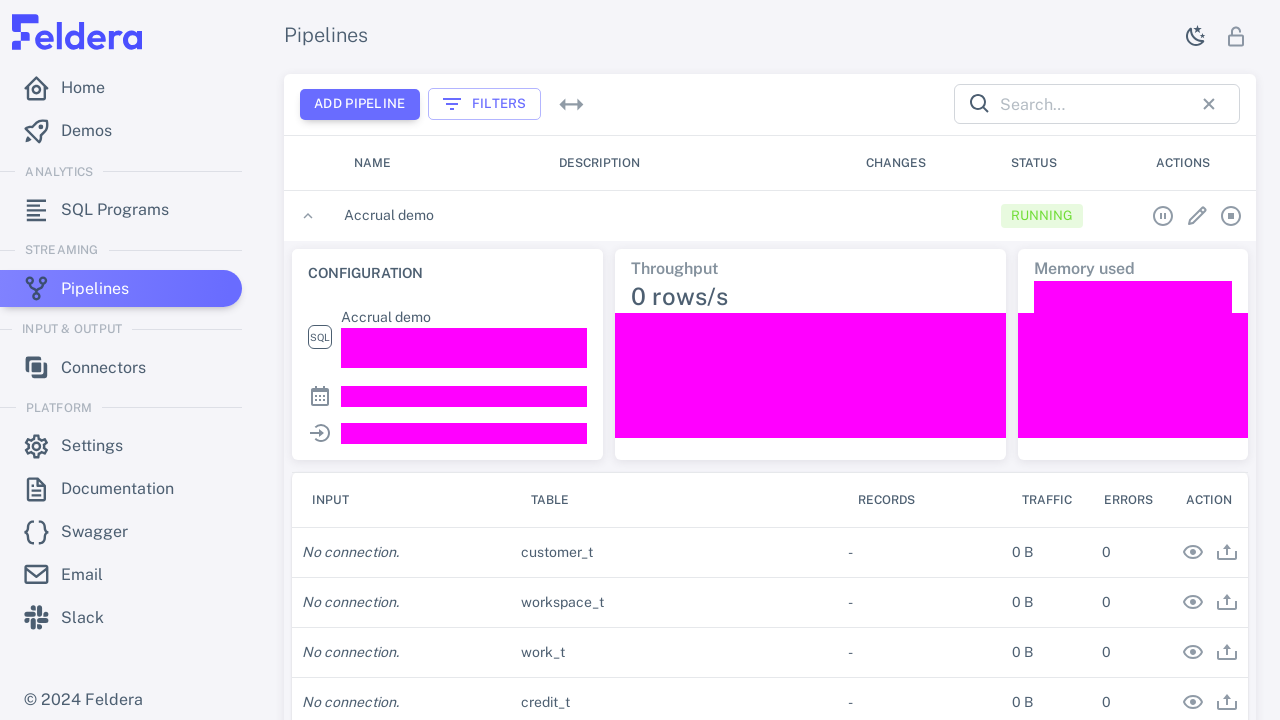 Feldera
Pipelines
Home
Demos
ANALYTICS
SQL Programs
STREAMING
Pipelines
INPUT & OUTPUT
Connectors
PLATFORM
Settings
Documentation
Swagger
Email
Slack
© 2024 Feldera
ADD PIPELINE FILTERS Search...
NAME DESCRIPTION CHANGES STATUS ACTIONS
Accrual demo RUNNING
CONFIGURATION
Accrual demo
SQL
Throughput
0 rows/s
Memory used
INPUT TABLE RECORDS TRAFFIC ERRORS ACTION
No connection. customer_t - 0 B 0
No connection. workspace_t - 0 B 0
No connection. work_t - 0 B 0
No connection. credit_t - 0 B 0